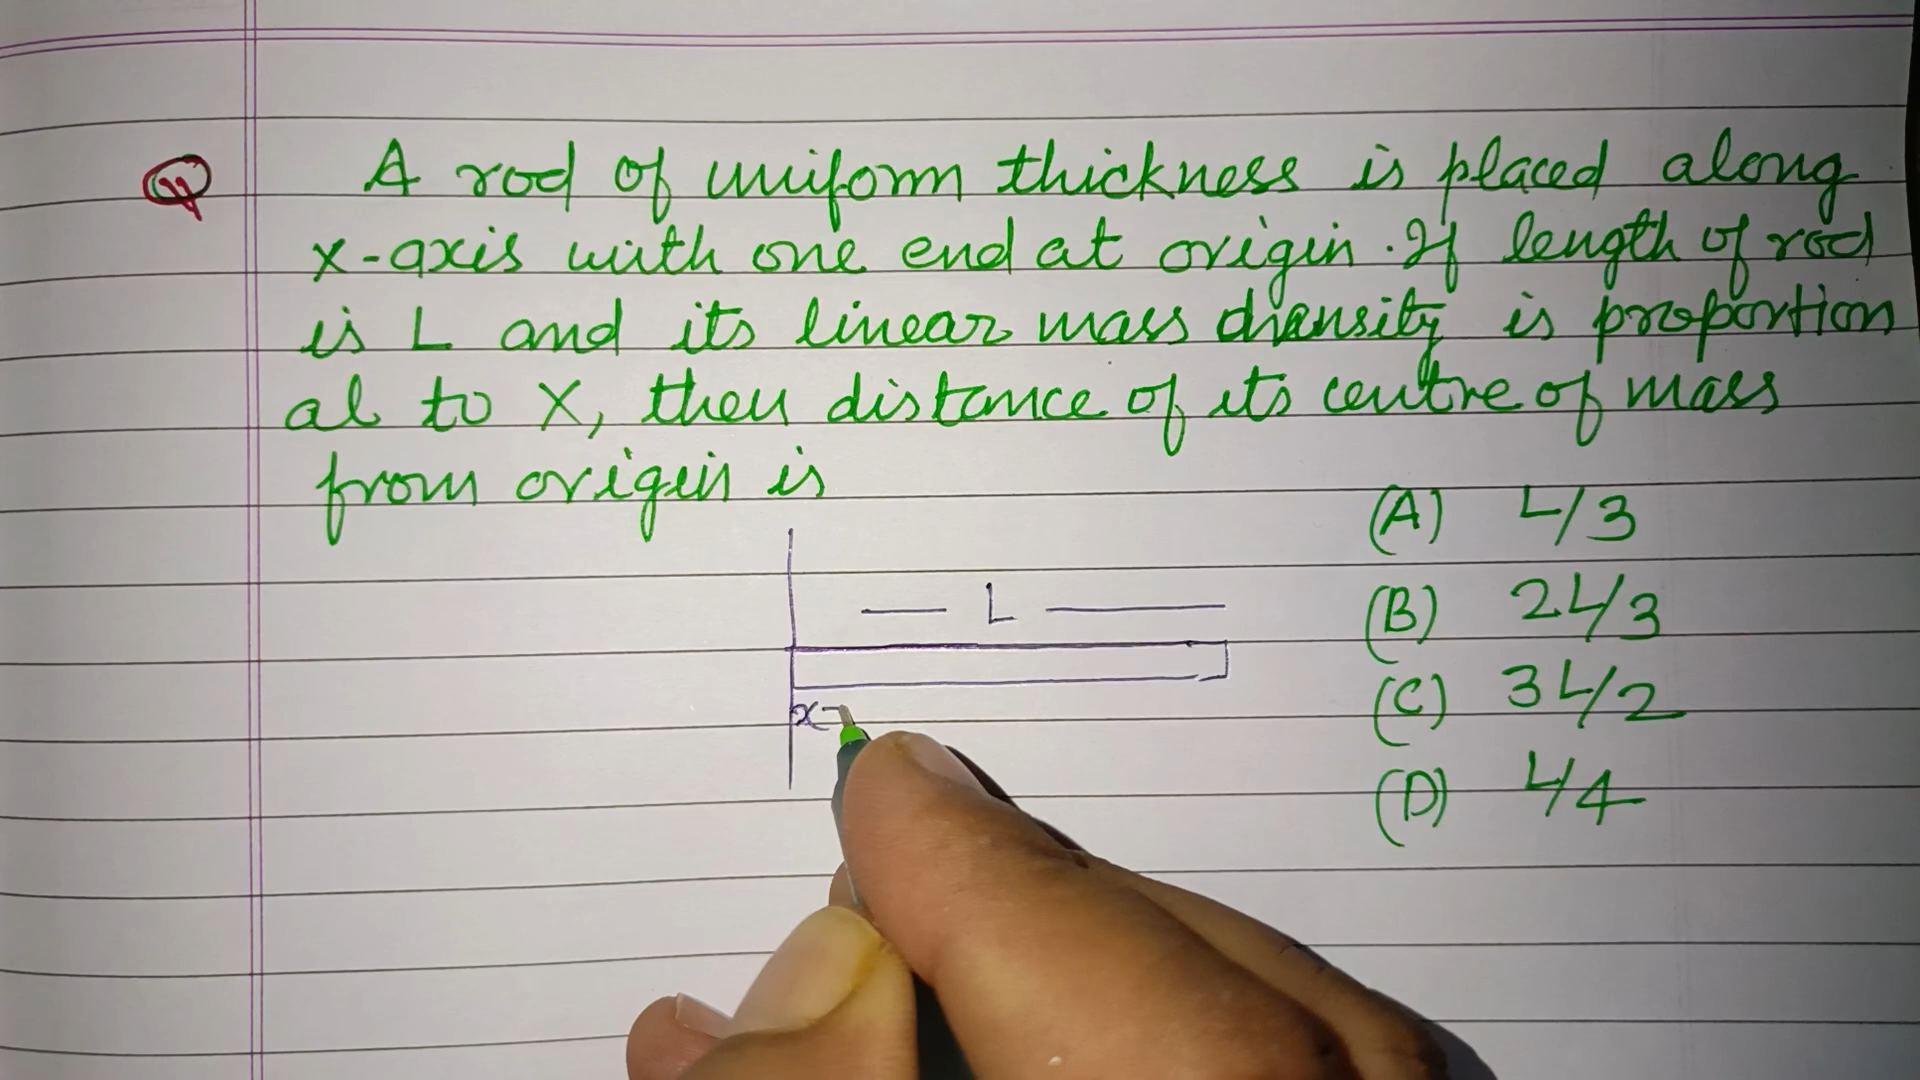 Q A rod of uniform thickness is placed along
x-axis with one end at origin. If length of rod
is L and its linear mass density is proportion
al to X, then distance of its centre of mass
from origin is
(A) L/3
L
(B) 2L/3
(C) 3L/2
x=
(D) L/4